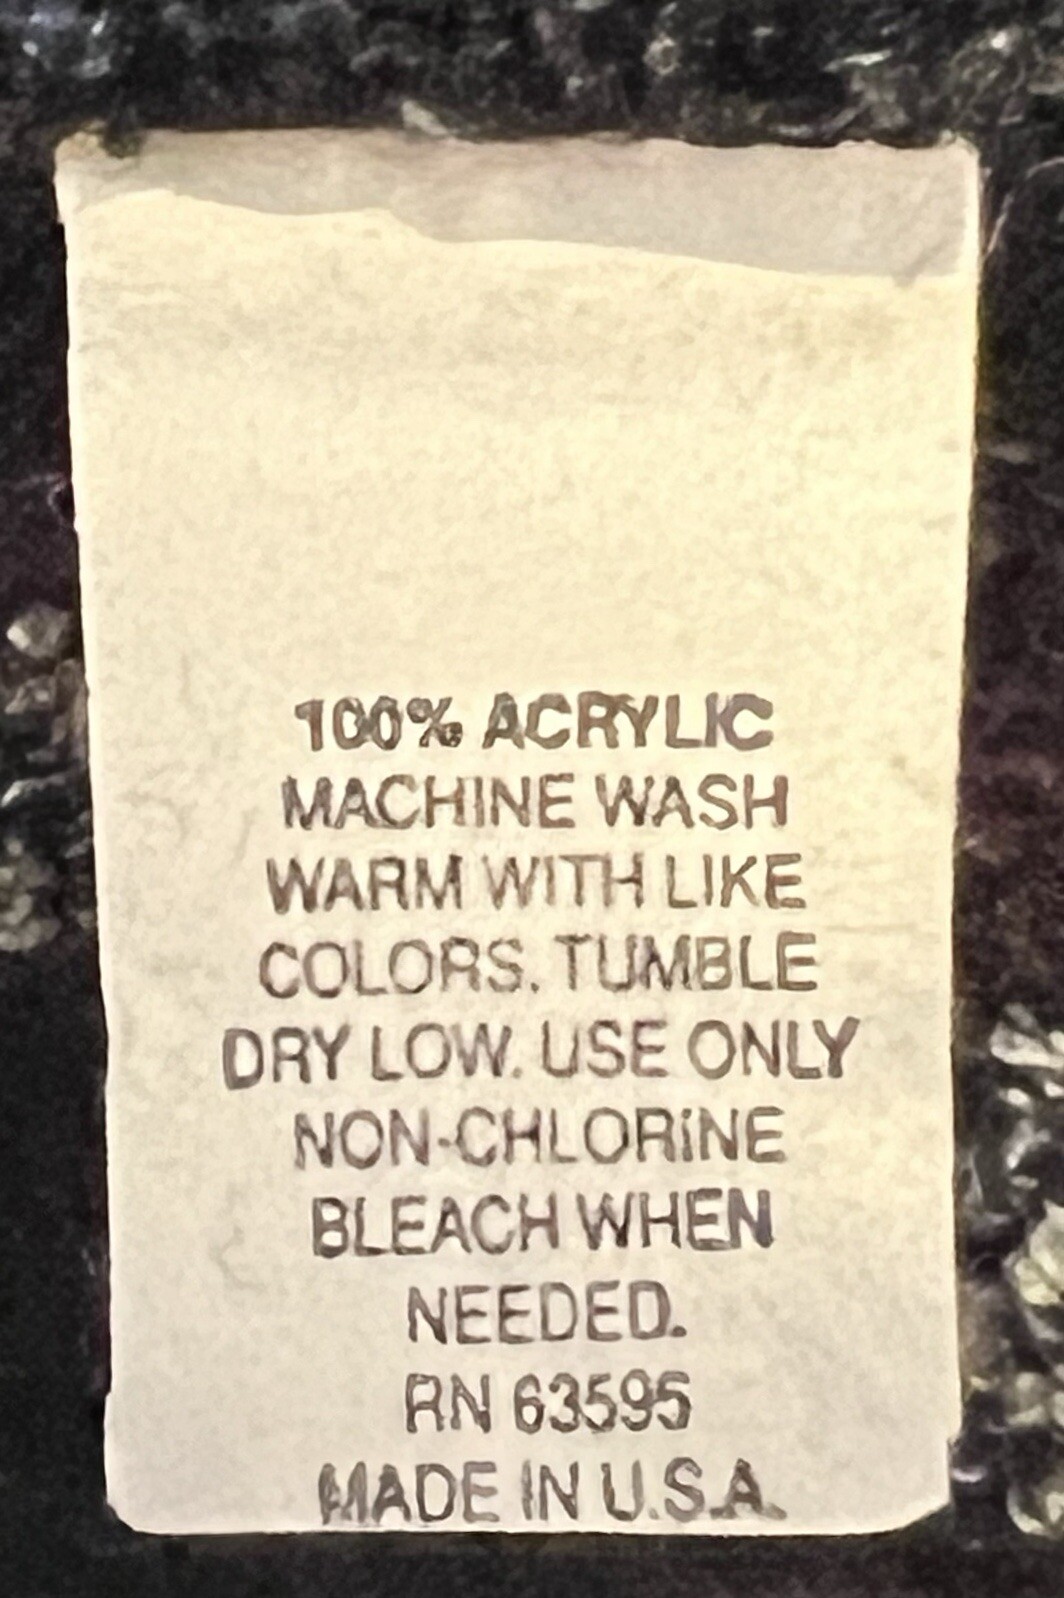 100% ACRYLIC
MACHINE WASH
WARM WITH LIKE
COLORS. TUMBLE
DRY LOW. USE ONLY
NON-CHLORINE
BLEACH WHEN
NEEDED.
RN 63595
MADE IN U.S.A.